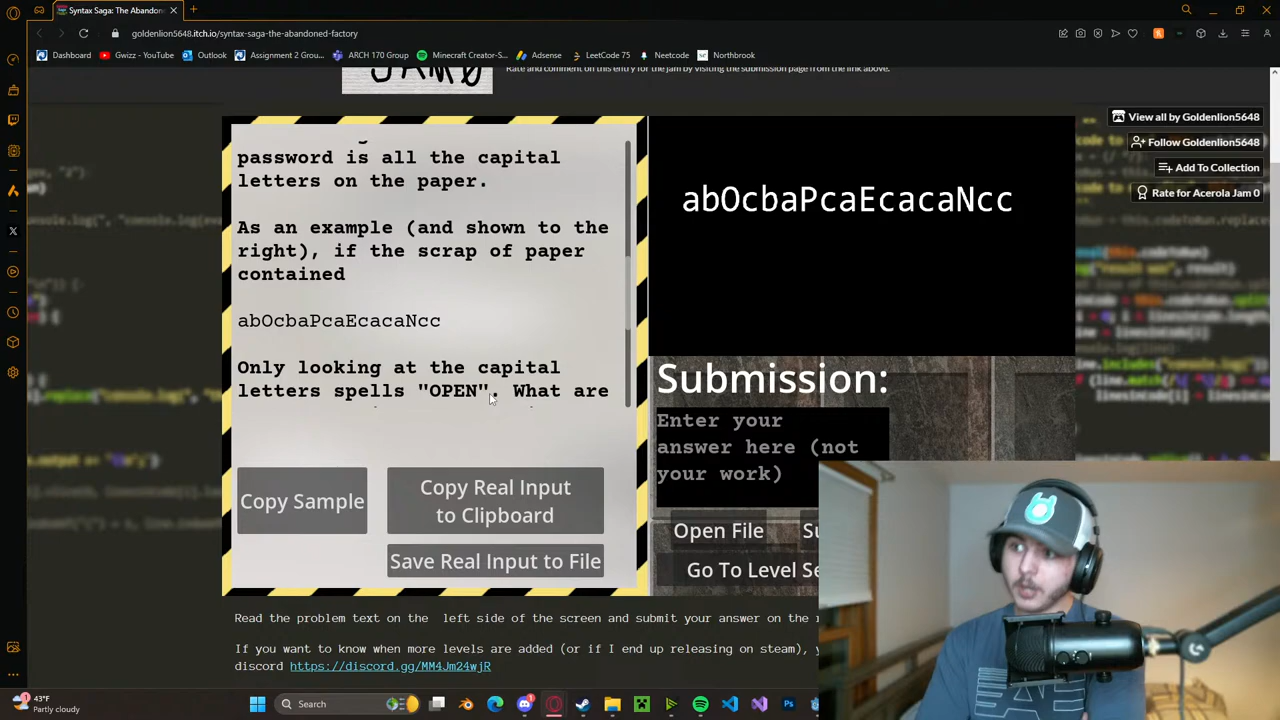 Syntax Saga: The Abandoned
goldenlion5648.itch.io/syntax-saga-the-abandoned-factory
Dashboard
Gwizz - YouTube
Outlook
Assignment 2 Grou...
ARCH 170 Group
Minecraft Creator-S...
Adsense
LeetCode 75
Neetcode
Northbrook
Rate and comment on this entry for the jam by visiting the submission page from the link above.
View all by Goldenlion5648
Follow Goldenlion5648
Add To Collection
Rate for Acerola Jam 0
password is all the capital
letters on the paper.
As an example (and shown to the
right), if the scrap of paper
contained
abOcbaPcaEcacaNcc
Only looking at the capital
letters spells "OPEN". What are
Copy Sample
Copy Real Input
to Clipboard
Save Real Input to File
abOcbaPcaEcacaNcc
Submission:
Enter your
answer here (not
your work)
Open File
Su
Go To Level Se
Read the problem text on the left side of the screen and submit your answer on the r
If you want to know when more levels are added (or if I end up releasing on steam), y
discord https://discord.gg/MM4Jm24wjR
43°F
Partly cloudy
Search